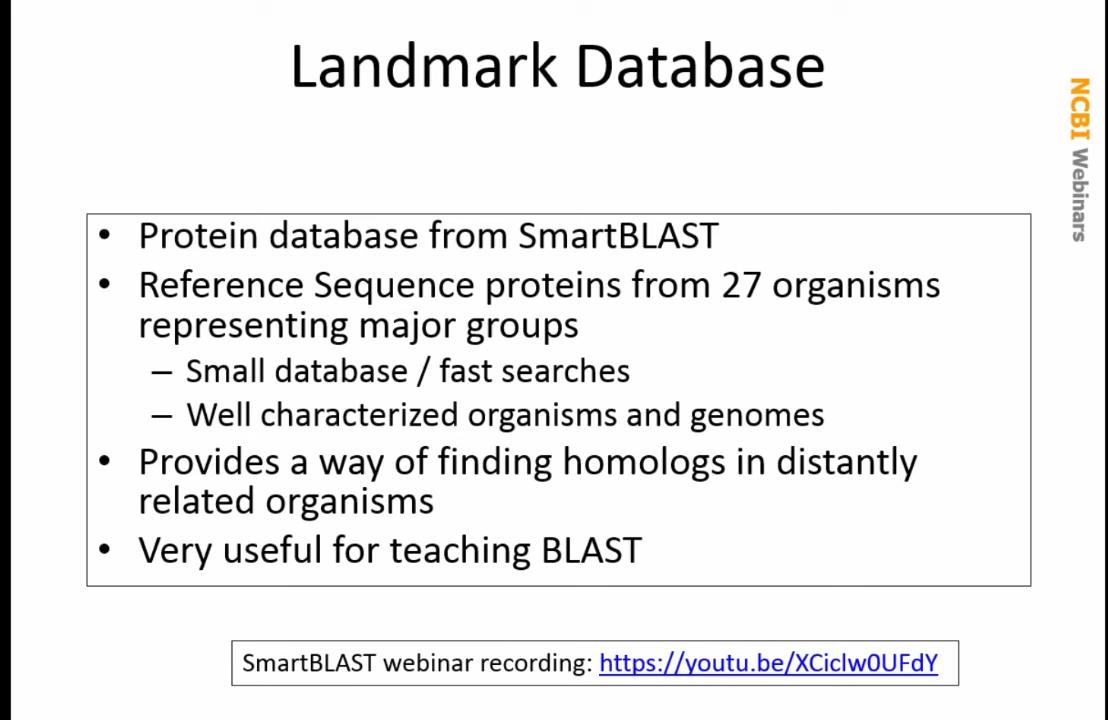 Landmark Database
NCBI Webinars
• Protein database from SmartBLAST
• Reference Sequence proteins from 27 organisms
representing major groups
– Small database / fast searches
– Well characterized organisms and genomes
• Provides a way of finding homologs in distantly
related organisms
• Very useful for teaching BLAST
SmartBLAST webinar recording: https://youtu.be/XCiclw0UFdY